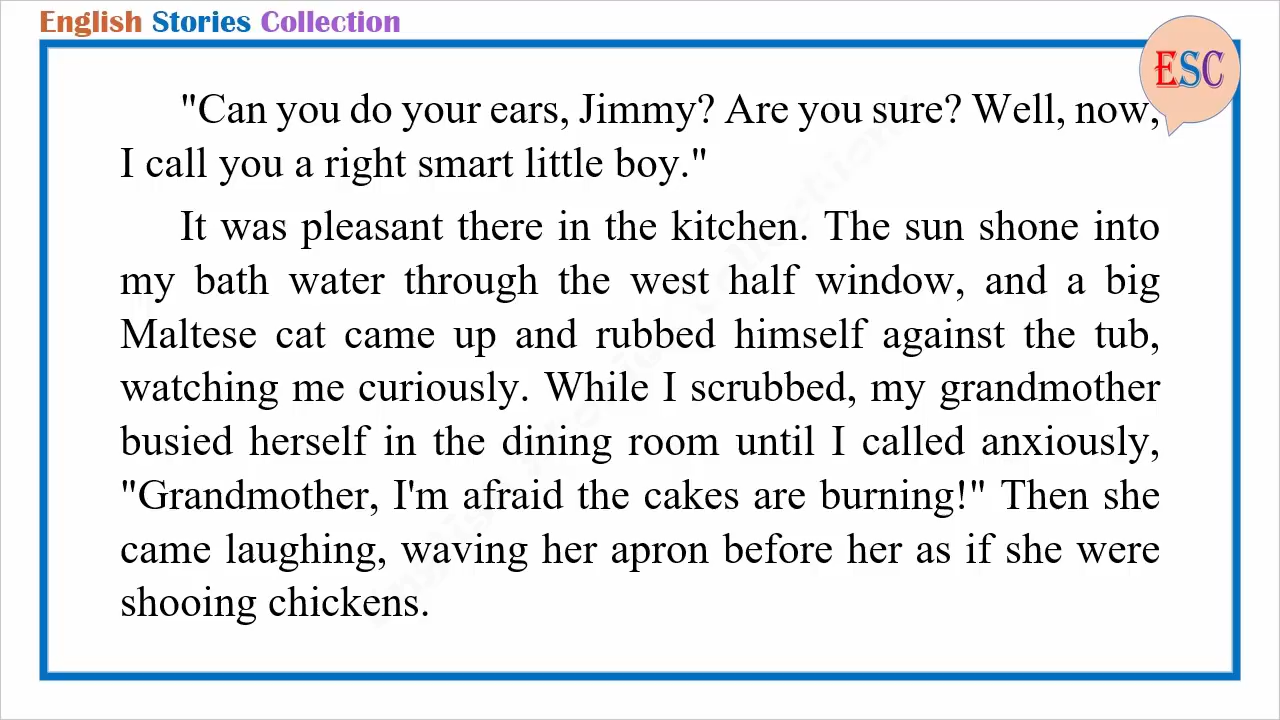 English Stories Collection
ESC
"Can you do your ears, Jimmy? Are you sure? Well, now,
I call you a right smart little boy."
It was pleasant there in the kitchen. The sun shone into
my bath water through the west half window, and a big
Maltese cat came up and rubbed himself against the tub,
watching me curiously. While I scrubbed, my grandmother
busied herself in the dining room until I called anxiously,
"Grandmother, I'm afraid the cakes are burning!" Then she
came laughing, waving her apron before her as if she were
shooing chickens.